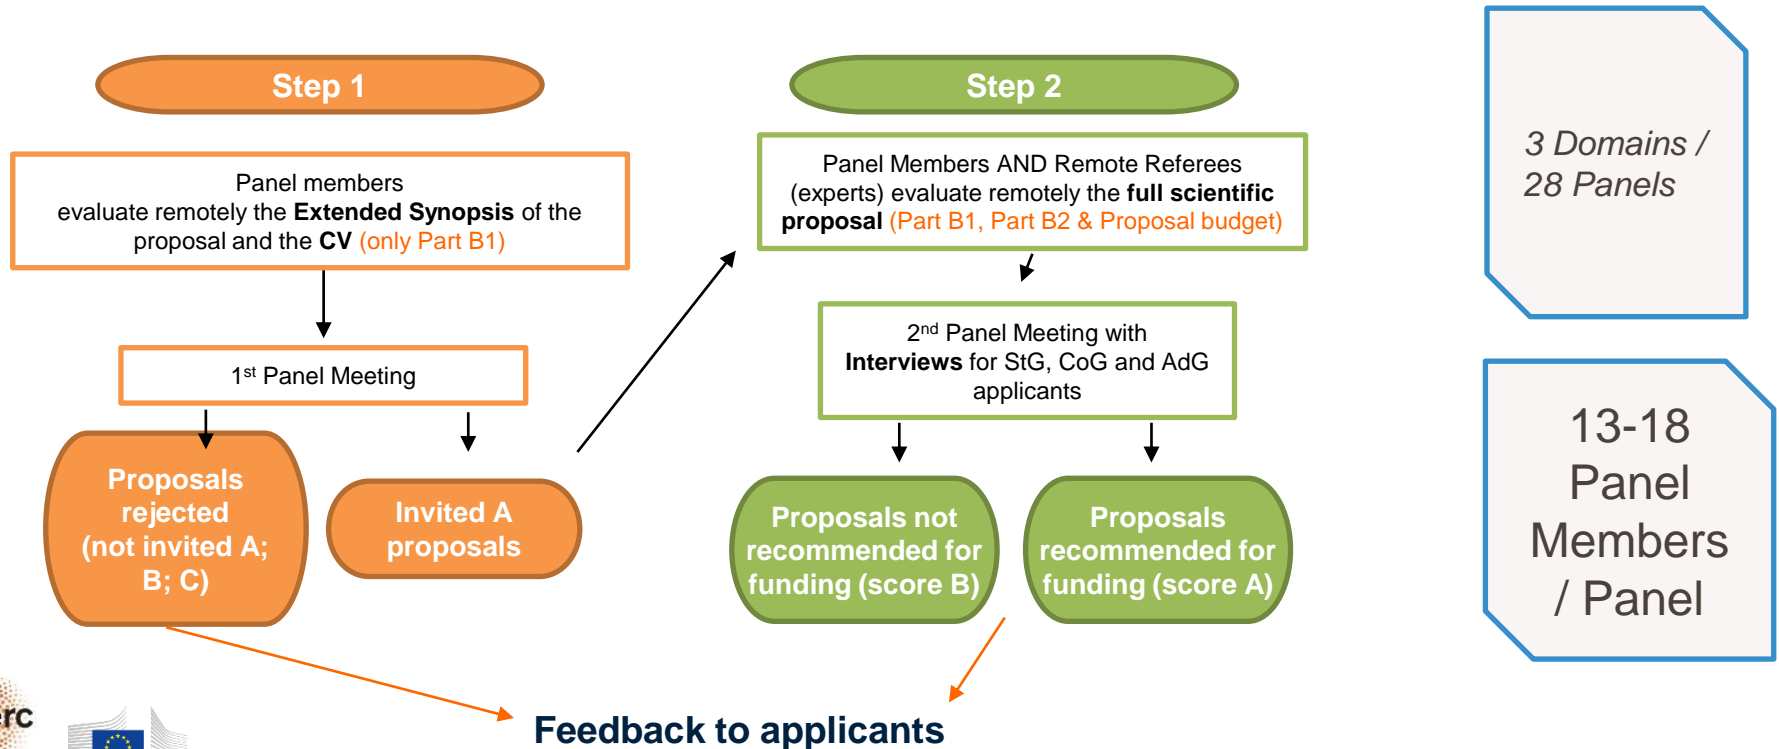 Step 1
Panel members
evaluate remotely the Extended Synopsis of the
proposal and the CV (only Part B1)
1st Panel Meeting
Proposals
rejected
(not invited A;
B; C)
Invited A
proposals
Step 2
Panel Members AND Remote Referees
(experts) evaluate remotely the full scientific
proposal (Part B1, Part B2 & Proposal budget)
2nd Panel Meeting with
Interviews for StG, CoG and AdG
applicants
Proposals not
recommended for
funding (score B)
Proposals
recommended for
funding (score A)
Feedback to applicants
3 Domains /
28 Panels
13-18
Panel
Members
/ Panel